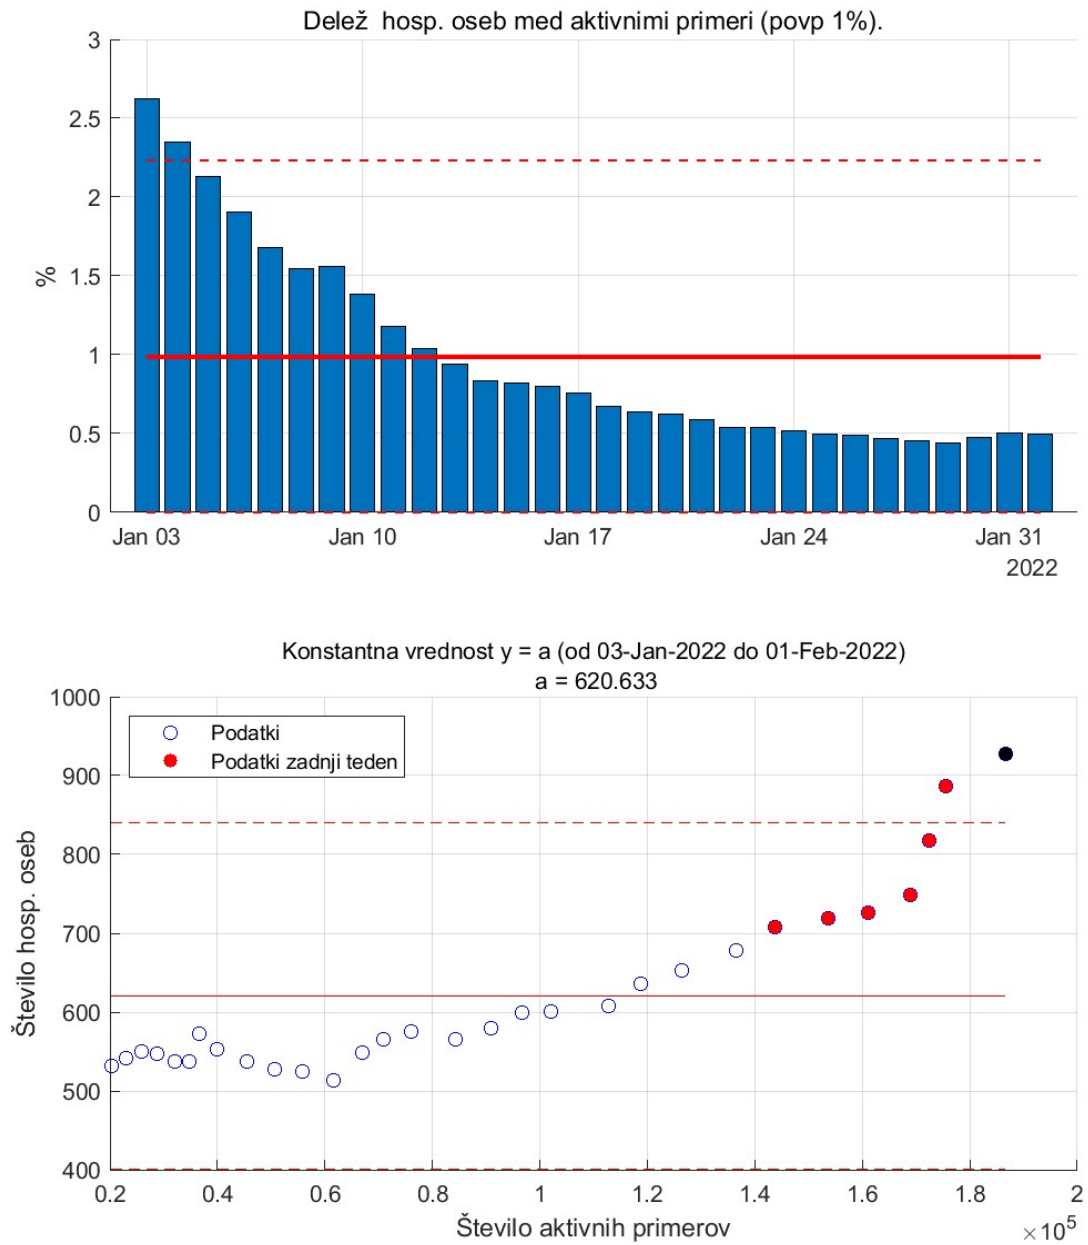 Delež  hosp. oseb med aktivnimi primeri (povp 1%).
3
2.5
2
1.5
1
0.5
0
%
Jan 03
Jan 10
Jan 17
Jan 24
Jan 31
2022
Konstantna vrednost y = a (od 03-Jan-2022 do 01-Feb-2022)
a = 620.633
1000
900
800
700
600
500
400
Število hosp. oseb
Podatki
Podatki zadnji teden
0.2
0.4
0.6
0.8
1
1.2
1.4
1.6
1.8
2
×10⁵
Število aktivnih primerov